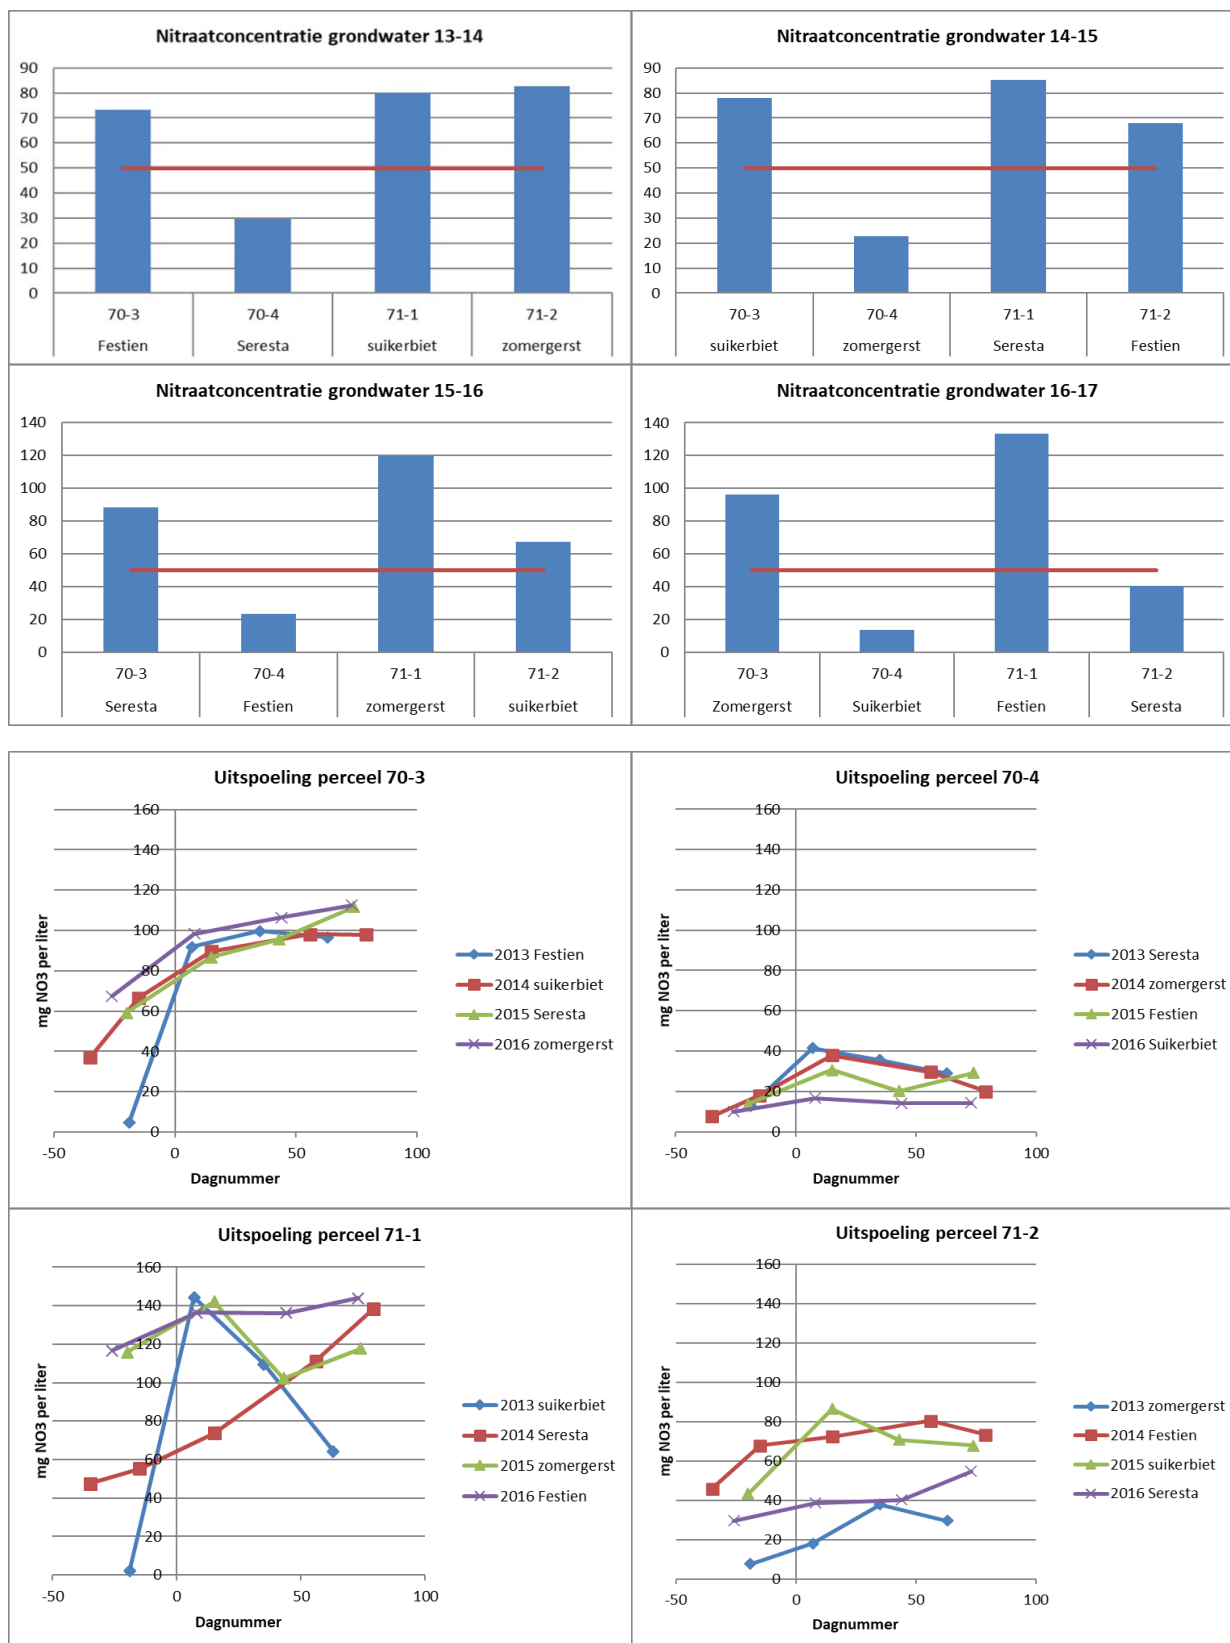 Nitraatconcentratie grondwater 13-14
90
80
70
60
50
40
30
20
10
0
70-3 70-4 71-1 71-2
Festien Seresta suikerbiet zomergerst
Nitraatconcentratie grondwater 14-15
90
80
70
60
50
40
30
20
10
0
70-3 70-4 71-1 71-2
suikerbiet zomergerst Seresta Festien
Nitraatconcentratie grondwater 15-16
140
120
100
80
60
40
20
0
70-3 70-4 71-1 71-2
Seresta Festien zomergerst suikerbiet
Nitraatconcentratie grondwater 16-17
140
120
100
80
60
40
20
0
70-3 70-4 71-1 71-2
Zomergerst Suikerbiet Festien Seresta
Uitspoeling perceel 70-3
mg NO3 per liter
160
140
120
100
80
60
40
20
0
-50 0 50 100
Dagnummer
2013 Festien
2014 suikerbiet
2015 Seresta
2016 zomergerst
Uitspoeling perceel 70-4
mg NO3 per liter
160
140
120
100
80
60
40
20
0
-50 0 50 100
Dagnummer
2013 Seresta
2014 zomergerst
2015 Festien
2016 Suikerbiet
Uitspoeling perceel 71-1
mg NO3 per liter
160
140
120
100
80
60
40
20
0
-50 0 50 100
Dagnummer
2013 suikerbiet
2014 Seresta
2015 zomergerst
2016 Festien
Uitspoeling perceel 71-2
mg NO3 per liter
160
140
120
100
80
60
40
20
0
-50 0 50 100
Dagnummer
2013 zomergerst
2014 Festien
2015 suikerbiet
2016 Seresta